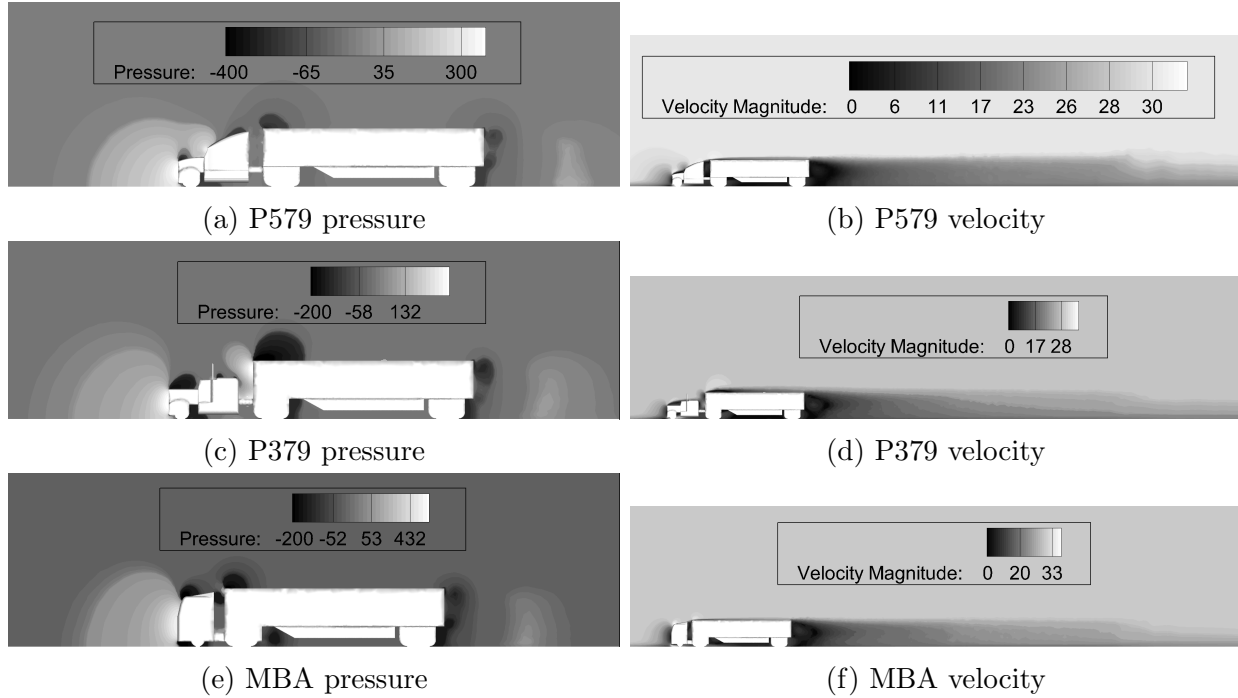 Pressure: -400 -65 35 300
Velocity Magnitude: 0 6 11 17 23 26 28 30
(a) P579 pressure
(b) P579 velocity
Pressure: -200 -58 132
Velocity Magnitude: 0 17 28
(c) P379 pressure
(d) P379 velocity
Pressure: -200 -52 53 432
Velocity Magnitude: 0 20 33
(e) MBA pressure
(f) MBA velocity